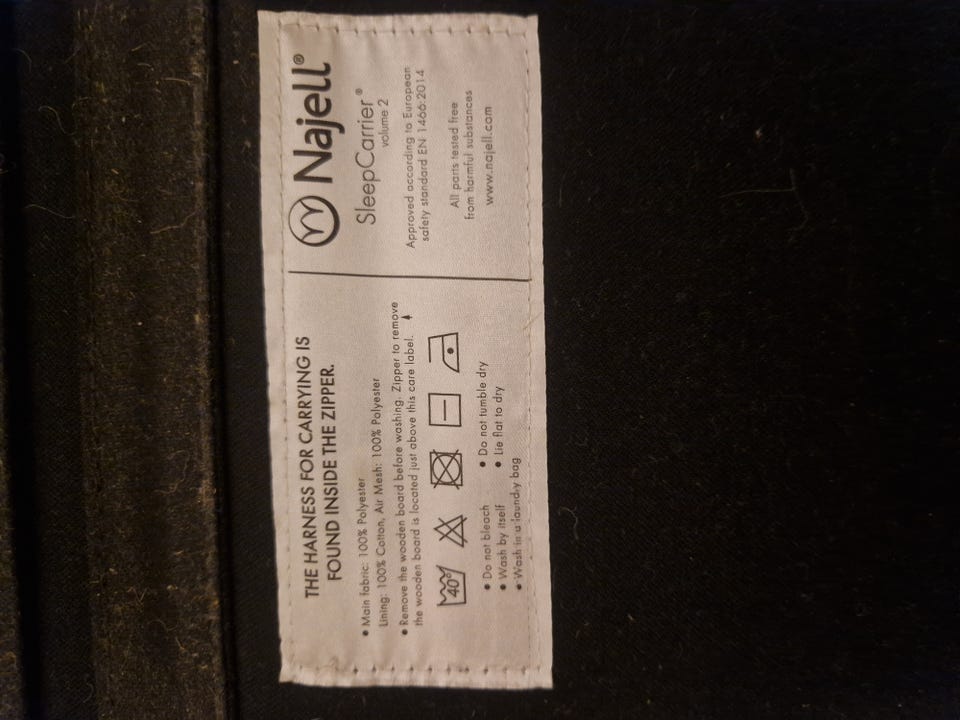 THE HARNESS FOR CARRYING IS
FOUND INSIDE THE ZIPPER.
• Main fabric: 100% Polyester
Lining: 100% Cotton, Air Mesh: 100% Polyester
• Remove the wooden board before washing. Zipper to remove
the wooden board is located just above this care label.
40°
• Do not bleach
• Wash by itself
• Wash in a laundry bag
• Do not tumble dry
• Lie flat to dry
Najell®
SleepCarrier®
volume 2
Approved according to European
safety standard EN 1466:2014
All parts tested free
from harmful substances
www.najell.com